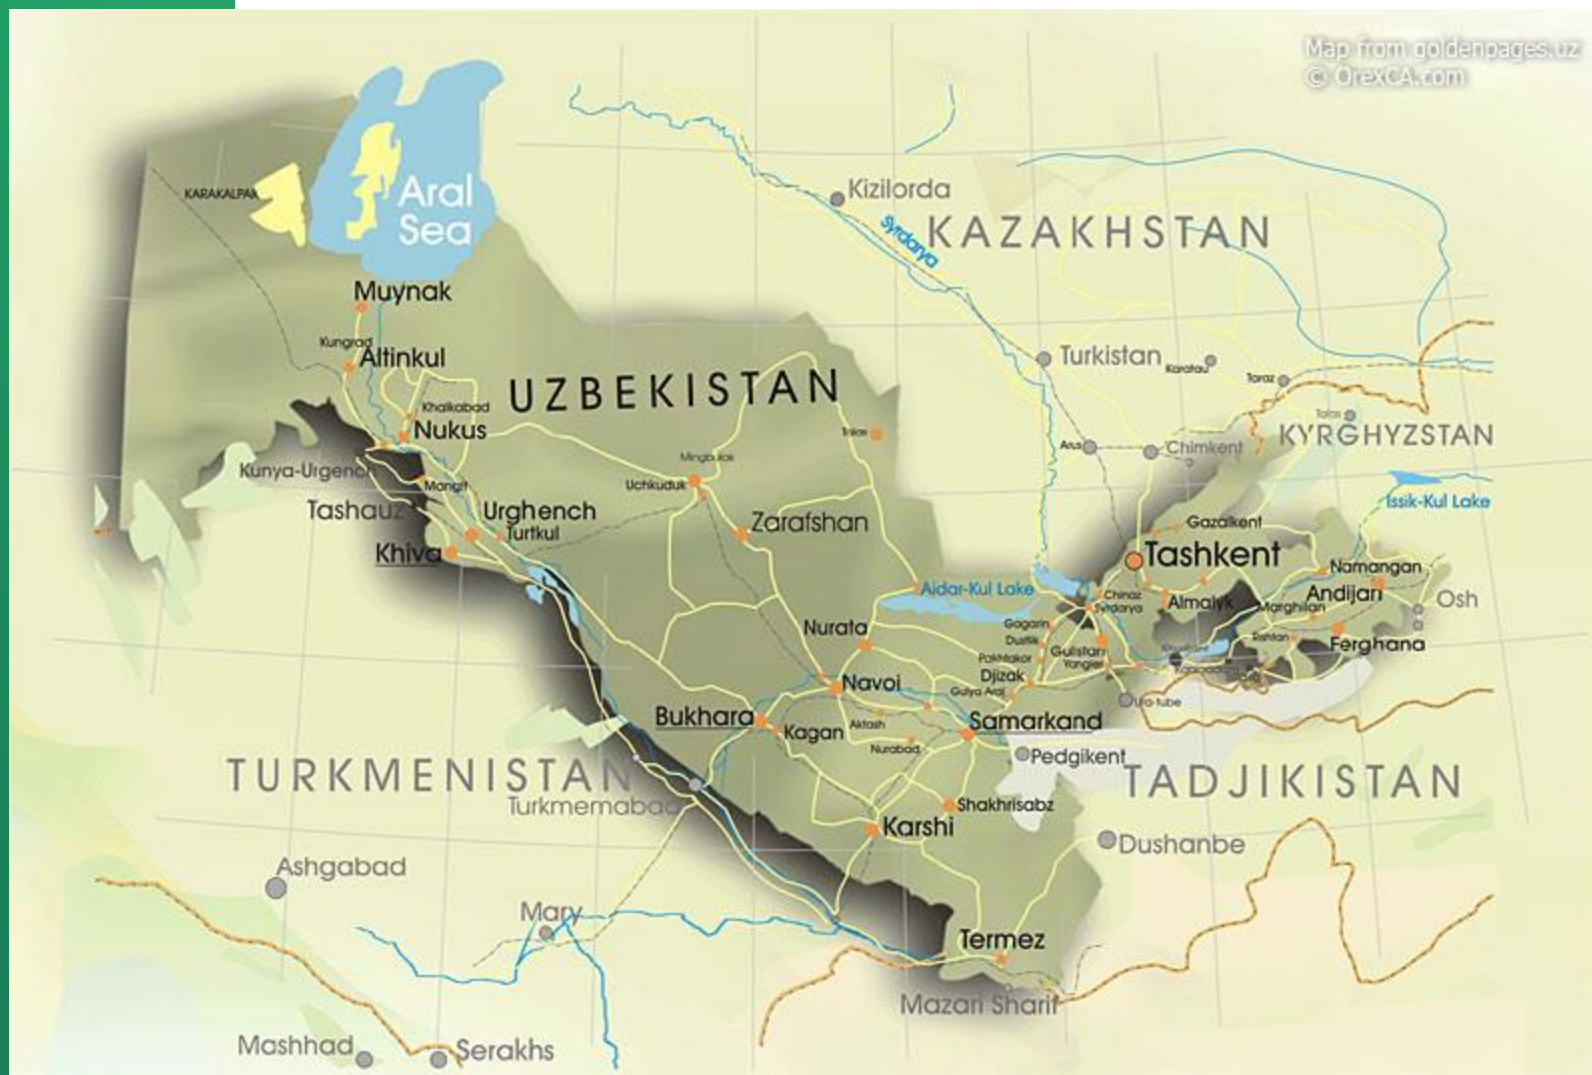 Map from goldenpages.uz
© OrexCA.com
KARAKALPAK
Aral
Sea
Kizilorda
Syrdarya
KAZAKHSTAN
Muynak
Kungrad
Altinkul
UZBEKISTAN
Turkistan
Karatau
Taraz
Khalkabad
Nukus
Talas
KYRGHYZSTAN
Arus
Chimkent
Kunya-Urgench
Mangit
Mingbulak
Uchkuduk
Issik-Kul Lake
Tashauz
Urghench
Turtkul
Zarafshan
Gazalkent
Khiva
Tashkent
Namangan
Andijan
Osh
Aidar-Kul Lake
Chinaz
Syrdarya
Almalyk
Marghilan
Nurata
Gagarin
Dustlik
Gulistan
Rishtan
Ferghana
Pakhtakor
Yangier
Djizak
Navoi
Gulya Aral
Ura-tube
Bukhara
Kagan
Aktash
Samarkand
Nurabad
Pedgikent
TURKMENISTAN
TADJIKISTAN
Turkmernabad
Shakhrisabz
Karshi
Dushanbe
Ashgabad
Mary
Termez
Mazari Sharif
Mashhad
Serakhs